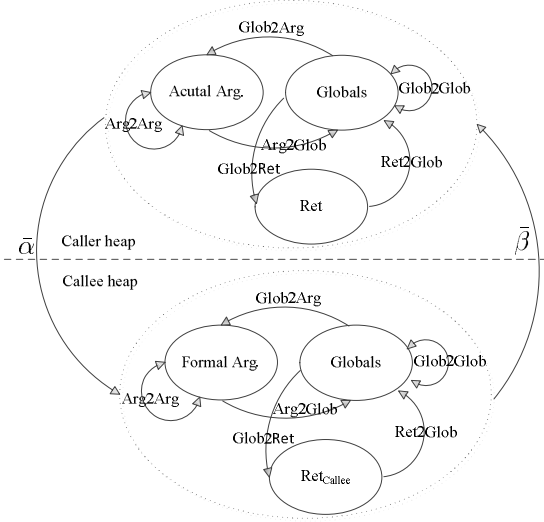 Glob2Arg
Acutal Arg.
Globals
Glob2Glob
Arg2Arg
Arg2Glob
Ret2Glob
Glob2Ret
Ret
ᾱ
Caller heap
β̄
Callee heap
Glob2Arg
Formal Arg.
Globals
Glob2Glob
Arg2Arg
Arg2Glob
Ret2Glob
Glob2Ret
RetCallee